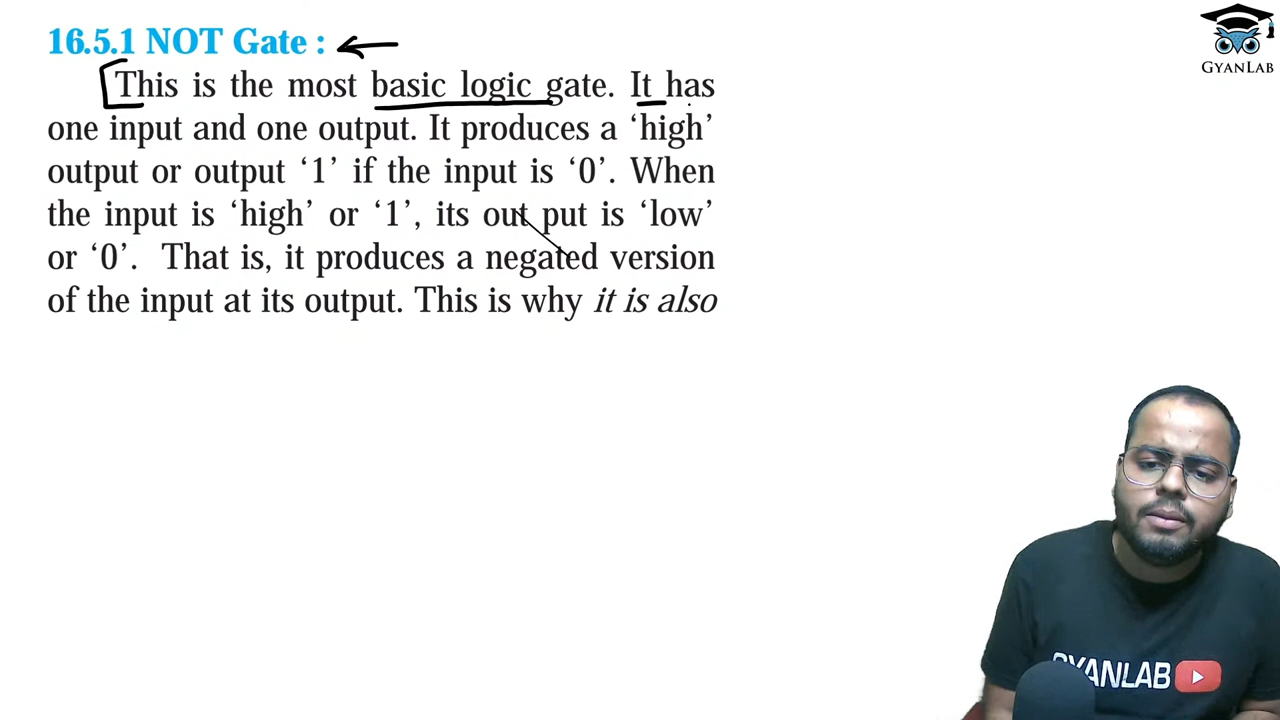 16.5.1 NOT Gate :
This is the most basic logic gate. It has
one input and one output. It produces a ‘high’
output or output ‘1’ if the input is ‘0’. When
the input is ‘high’ or ‘1’, its out put is ‘low’
or ‘0’. That is, it produces a negated version
of the input at its output. This is why it is also
GYANLAB
GYANLAB